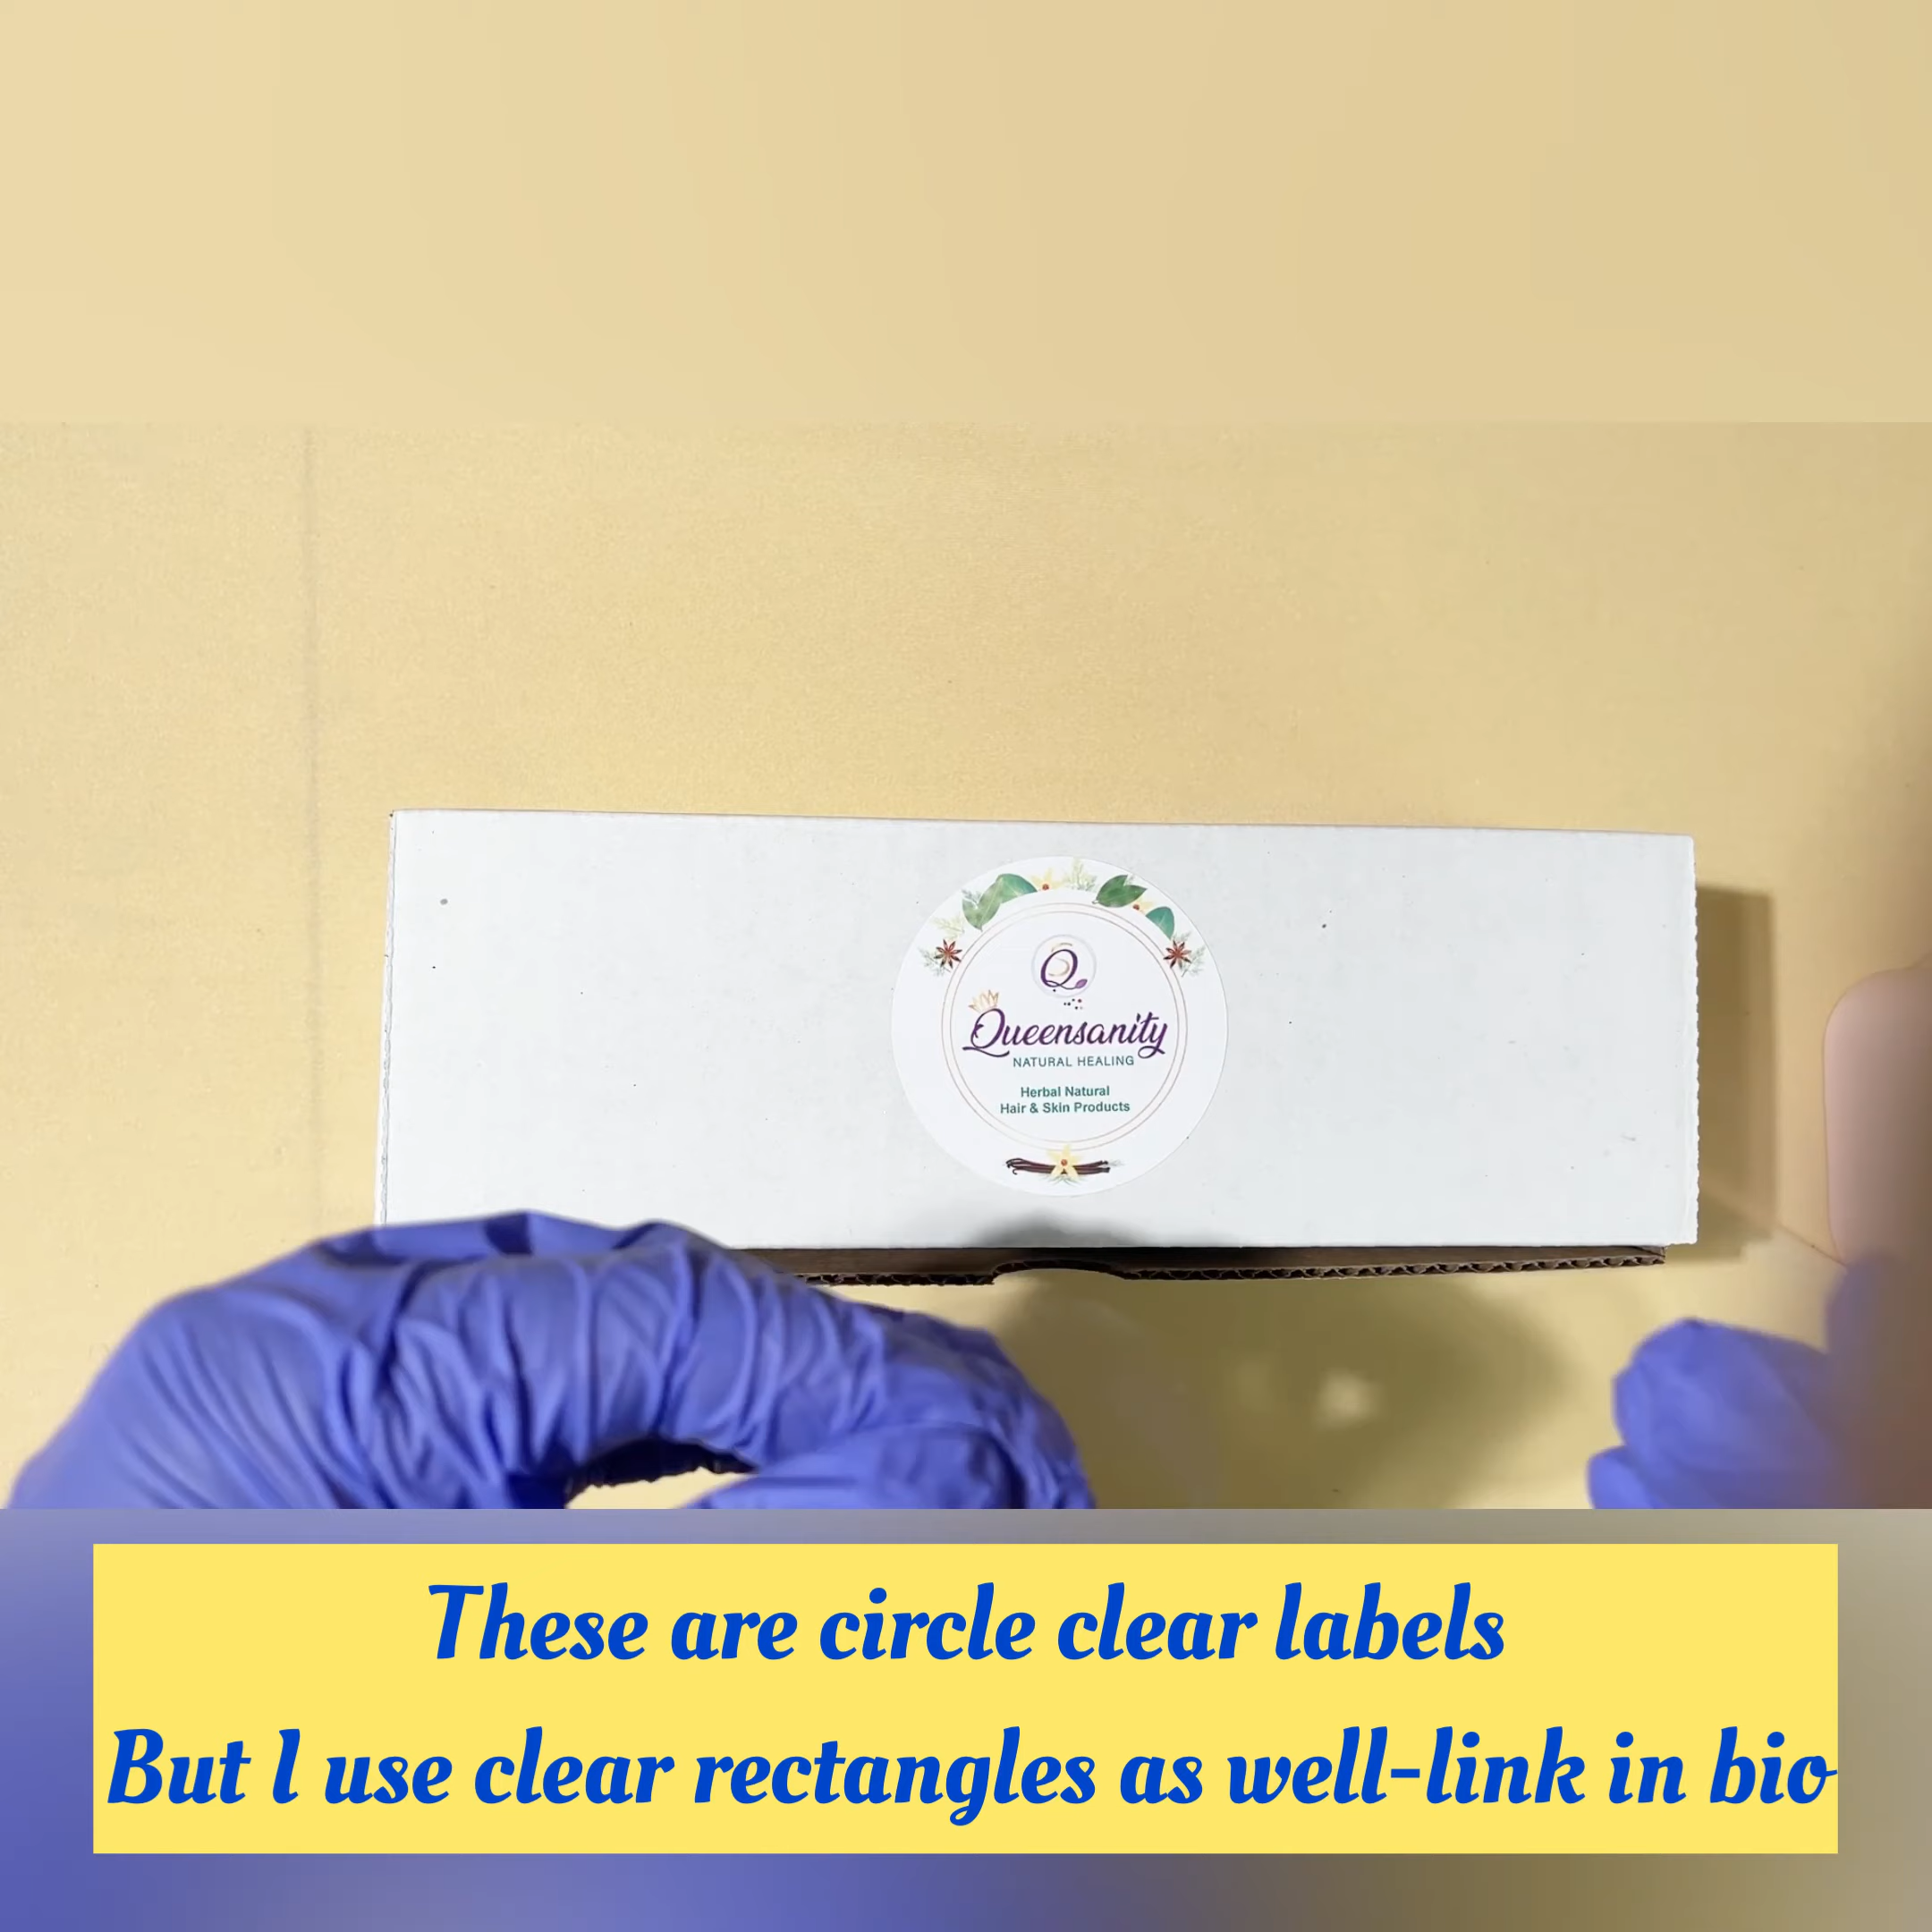 Q
Queensanity
NATURAL HEALING
Herbal Natural
Hair & Skin Products
These are circle clear labels
But I use clear rectangles as well-link in bio